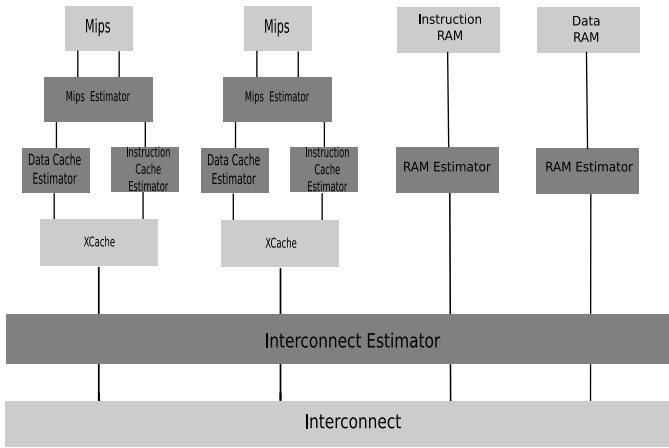 Mips
Mips
Instruction
RAM
Data
RAM
Mips Estimator
Mips Estimator
Data Cache
Estimator
Instruction
Cache
Estimator
Data Cache
Estimator
Instruction
Cache
Estimator
RAM Estimator
RAM Estimator
XCache
XCache
Interconnect Estimator
Interconnect